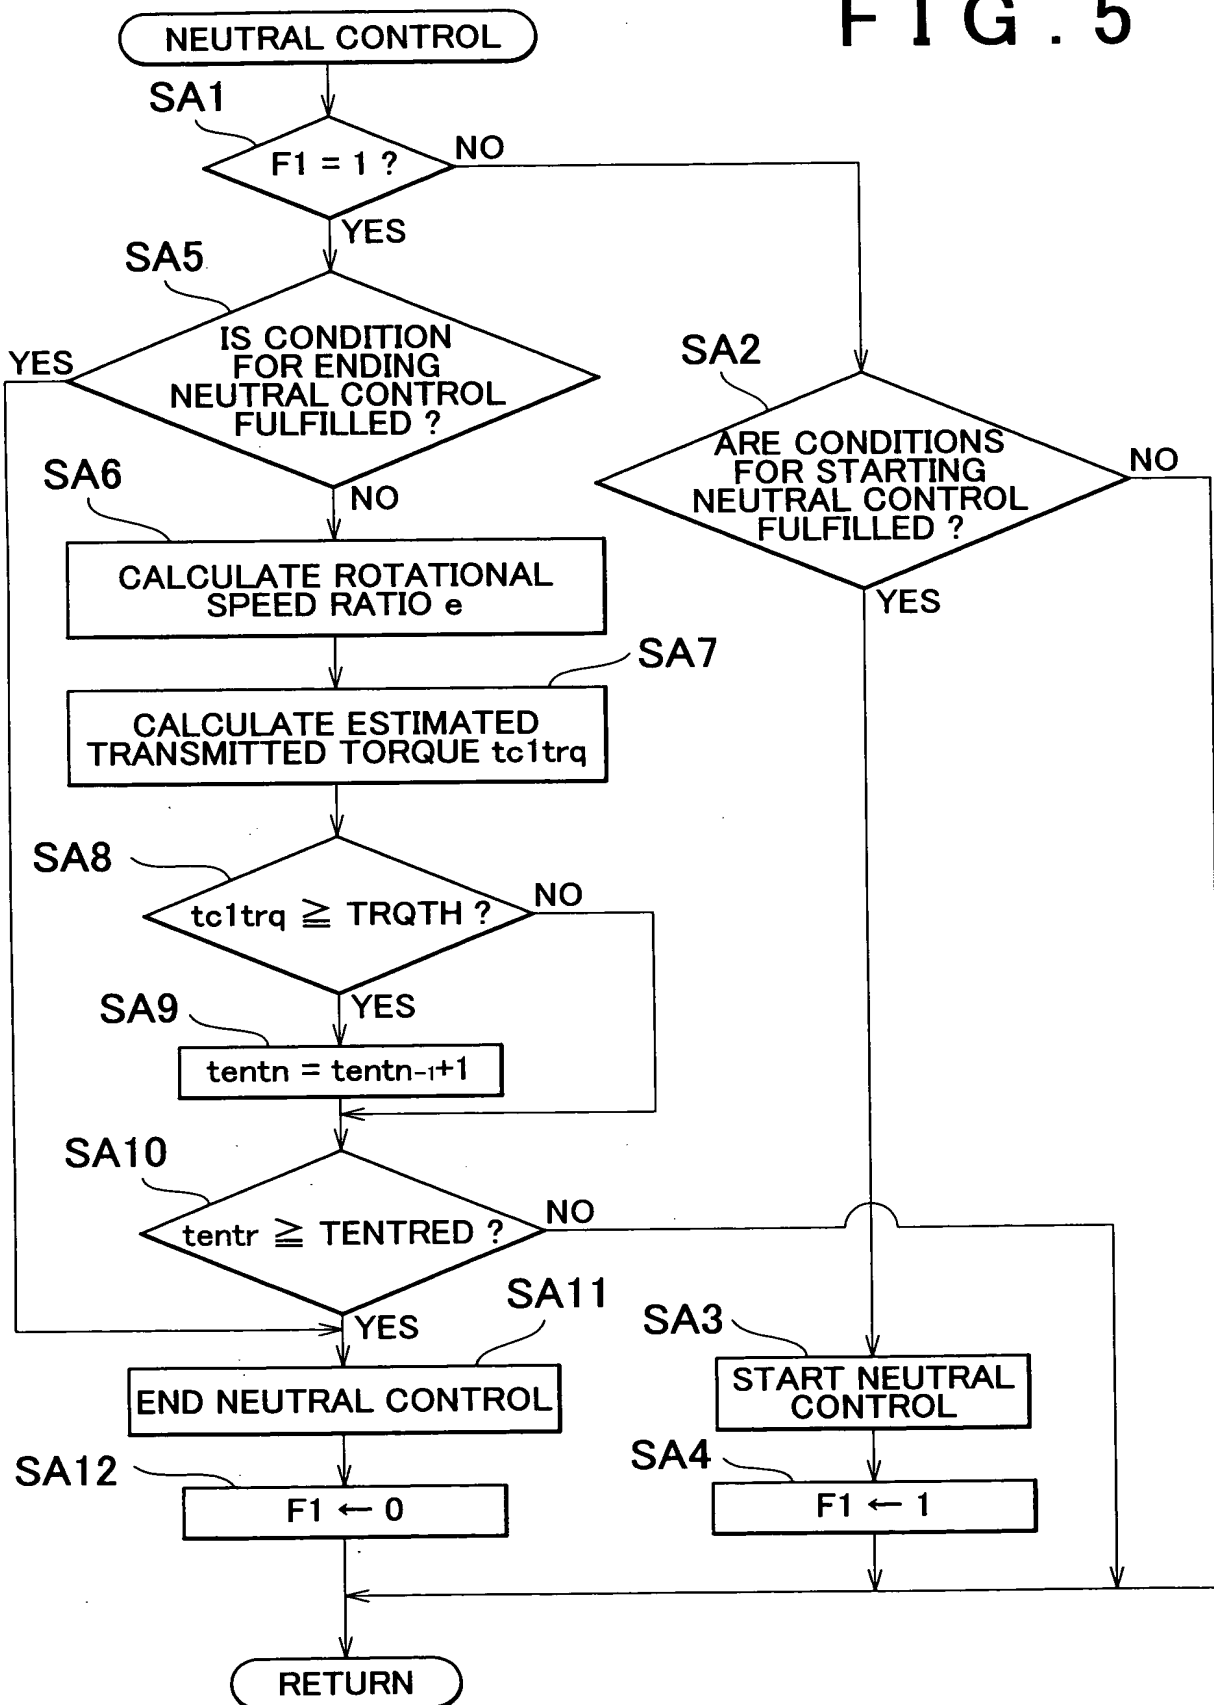 FIG. 5
NEUTRAL CONTROL
SA1
F1 = 1 ?
NO
YES
SA5
IS CONDITION
FOR ENDING
NEUTRAL CONTROL
FULFILLED ?
YES
NO
SA2
ARE CONDITIONS
FOR STARTING
NEUTRAL CONTROL
FULFILLED ?
NO
YES
SA6
CALCULATE ROTATIONAL
SPEED RATIO e
SA7
CALCULATE ESTIMATED
TRANSMITTED TORQUE tc1trq
SA8
tc1trq ≧ TRQTH ?
NO
YES
SA9
tentn = tentn-1+1
SA10
tentr ≧ TENTRED ?
NO
YES
SA11
END NEUTRAL CONTROL
SA12
F1 ← 0
SA3
START NEUTRAL
CONTROL
SA4
F1 ← 1
RETURN